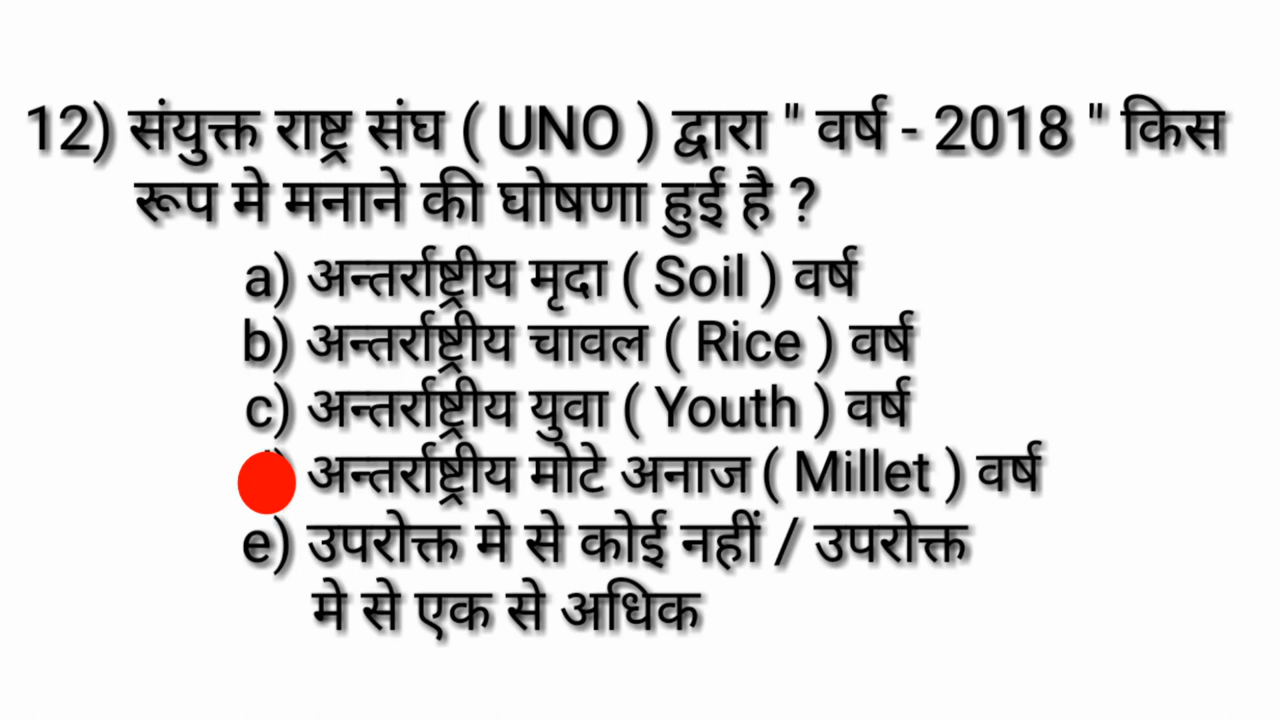 12) संयुक्त राष्ट्र संघ ( UNO ) द्वारा " वर्ष - 2018 " किस
रूप मे मनाने की घोषणा हुई है ?
a) अन्तर्राष्ट्रीय मृदा ( Soil ) वर्ष
b) अन्तर्राष्ट्रीय चावल ( Rice ) वर्ष
c) अन्तर्राष्ट्रीय युवा ( Youth ) वर्ष
अन्तर्राष्ट्रीय मोटे अनाज ( Millet ) वर्ष
e) उपरोक्त मे से कोई नहीं / उपरोक्त
मे से एक से अधिक